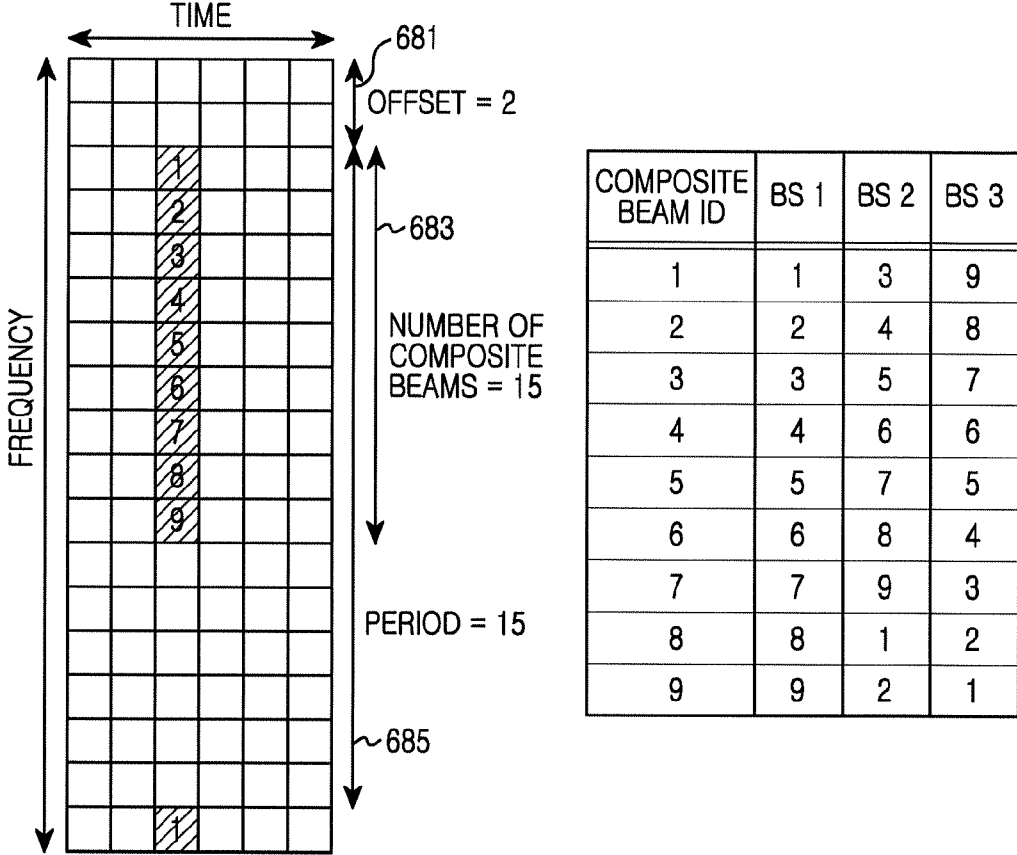 TIME
681
OFFSET = 2
FREQUENCY
1
2
3
4
5
6
7
8
9
1
683
NUMBER OF
COMPOSITE
BEAMS = 15
PERIOD = 15
685
COMPOSITE BEAM ID BS 1 BS 2 BS 3
1 1 3 9
2 2 4 8
3 3 5 7
4 4 6 6
5 5 7 5
6 6 8 4
7 7 9 3
8 8 1 2
9 9 2 1